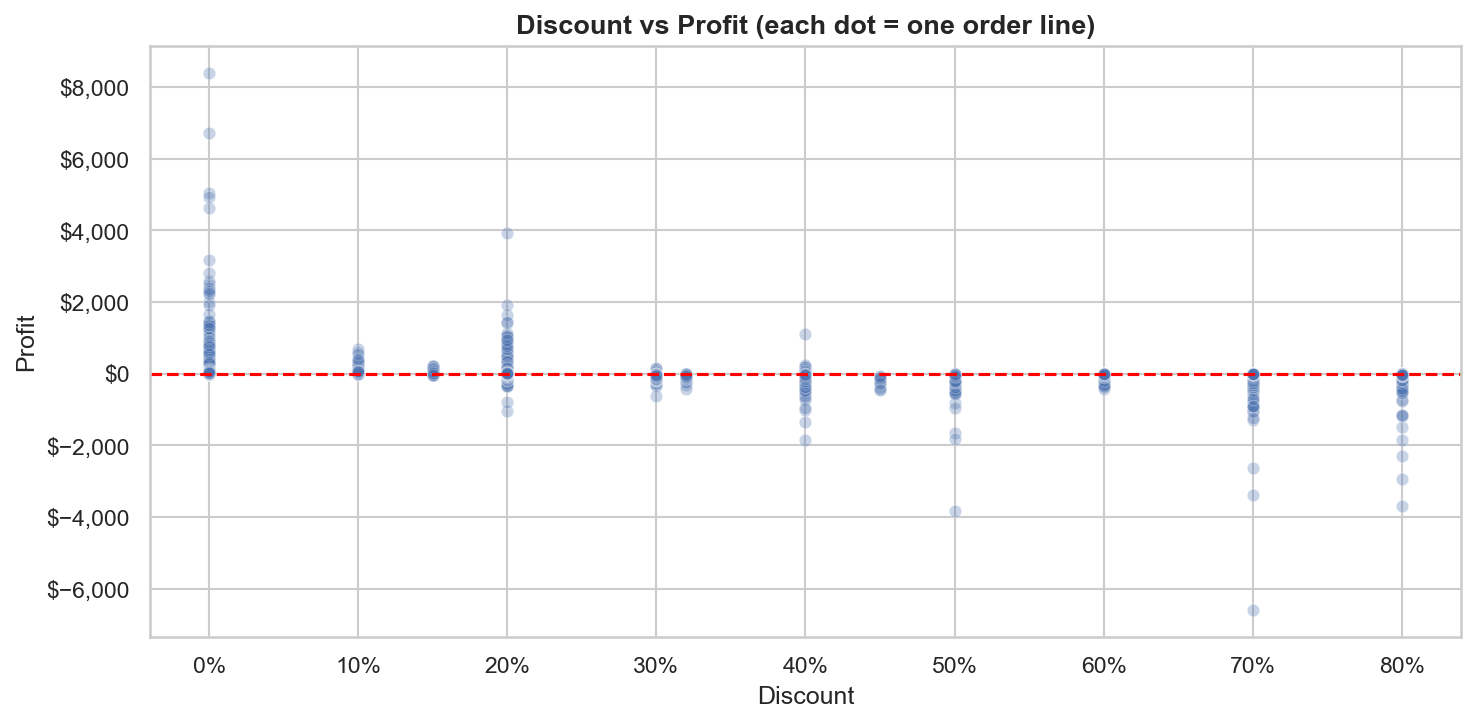 Discount vs Profit (each dot = one order line)
$8,000
$6,000
$4,000
$2,000
$0
$−2,000
$−4,000
$−6,000
Profit
0% 10% 20% 30% 40% 50% 60% 70% 80%
Discount